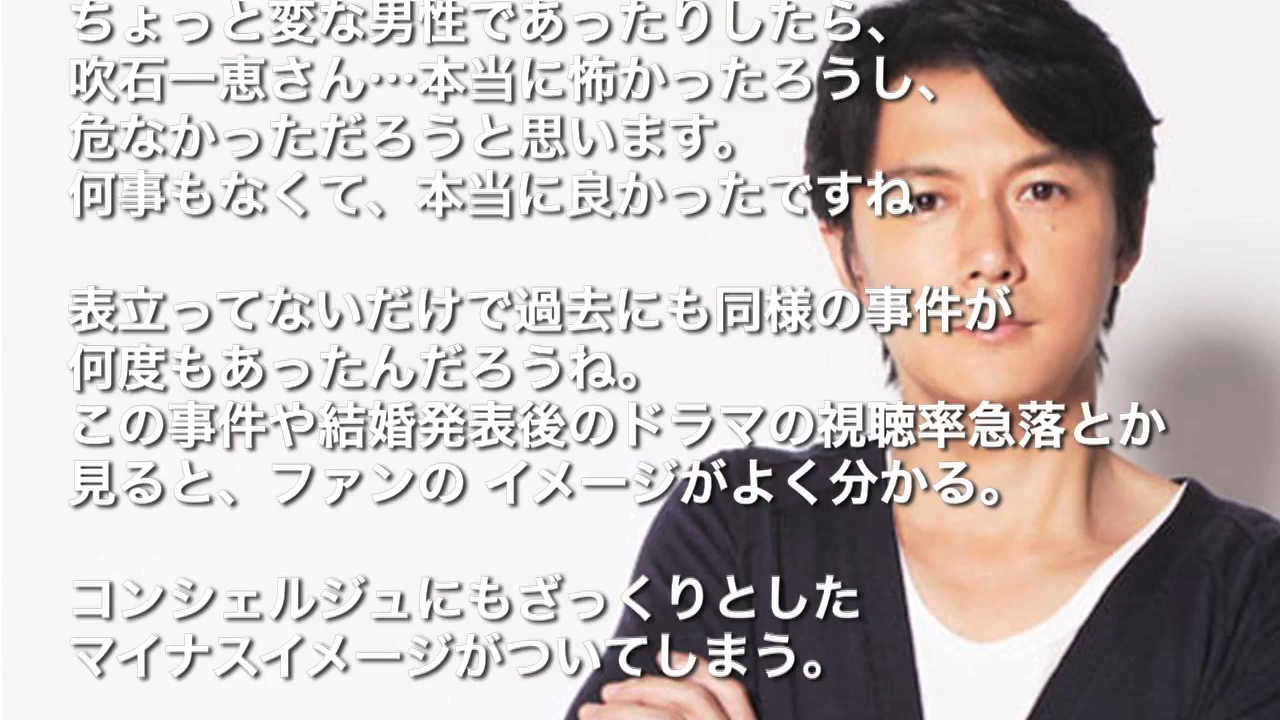 ちょっと変な男性であったりしたら、
吹石一恵さん…本当に怖かったろうし、
危なかっただろうと思います。
何事もなくて、本当に良かったですね
表立ってないだけで過去にも同様の事件が
何度もあったんだろうね。
この事件や結婚発表後のドラマの視聴率急落とか
見ると、ファンの イメージがよく分かる。
コンシェルジュにもざっくりとした
マイナスイメージがついてしまう。